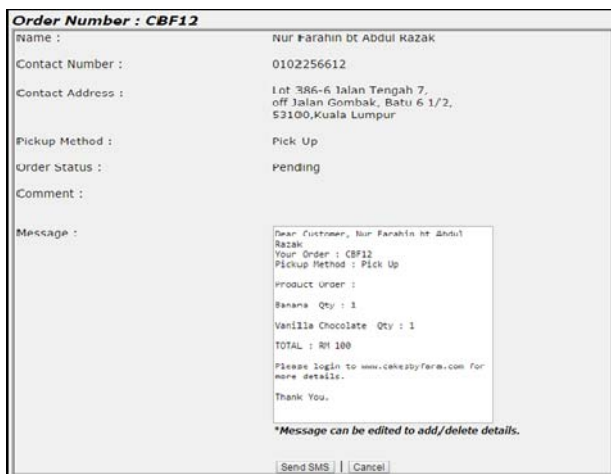 Order Number : CBF12
Name : Nur Farahin bt Abdul Razak
Contact Number : 0102256612
Contact Address : Lot 386-6 Jalan Tengah 7,
off Jalan Gombak, Batu 6 1/2,
53100,Kuala Lumpur
Pickup Method : Pick Up
Order Status : Pending
Comment :
Message : Dear Customer, Nur Farahin bt Abdul
Razak
Your Order : CBF12
Pickup Method : Pick Up
Product Order :
Banana Qty : 1
Vanilla Chocolate Qty : 1
TOTAL : RM 100
Please login to www.cakesbyfarm.com for
more details.
Thank You.
*Message can be edited to add/delete details.
Send SMS | Cancel